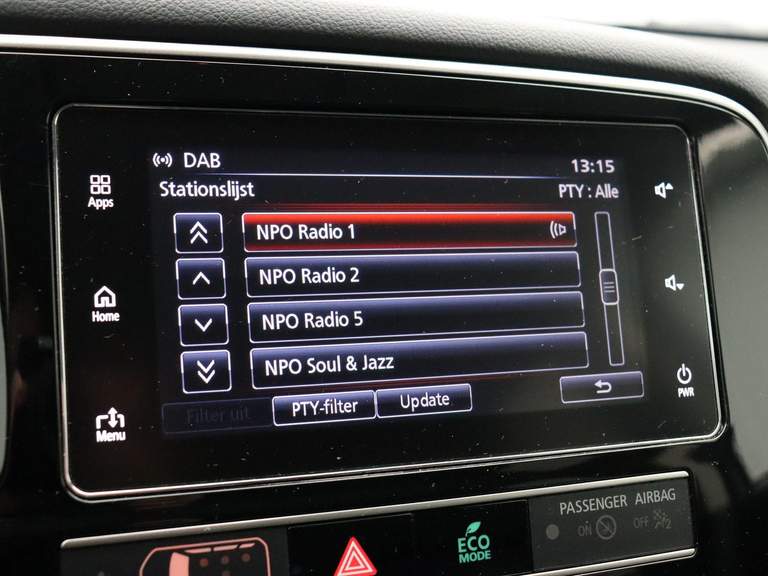 DAB
13:15
Stationslijst
PTY : Alle
Apps
NPO Radio 1
NPO Radio 2
Home
NPO Radio 5
NPO Soul & Jazz
PWR
Filter uit
PTY-filter
Update
Menu
PASSENGER AIRBAG
ON
OFF
2
ECO
MODE